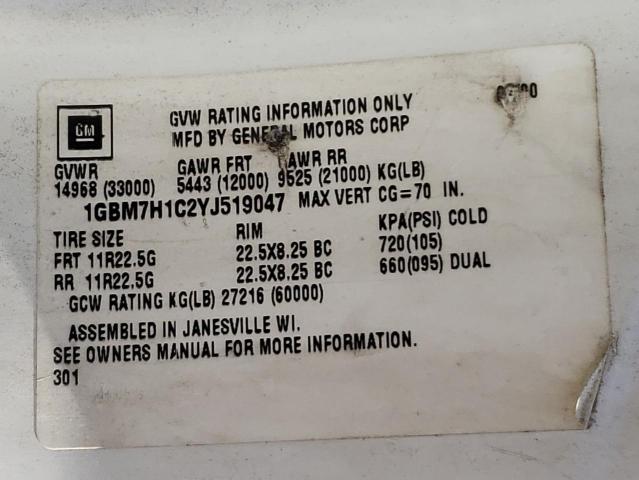 GVW RATING INFORMATION ONLY
MFD BY GENERAL MOTORS CORP
GM
GVWR GAWR FRT GAWR RR
14968 (33000) 5443 (12000) 9525 (21000) KG(LB)
1GBM7H1C2YJ519047 MAX VERT CG=70 IN.
TIRE SIZE RIM KPA(PSI) COLD
FRT 11R22.5G 22.5X8.25 BC 720(105)
RR 11R22.5G 22.5X8.25 BC 660(095) DUAL
GCW RATING KG(LB) 27216 (60000)
ASSEMBLED IN JANESVILLE WI.
SEE OWNERS MANUAL FOR MORE INFORMATION.
301